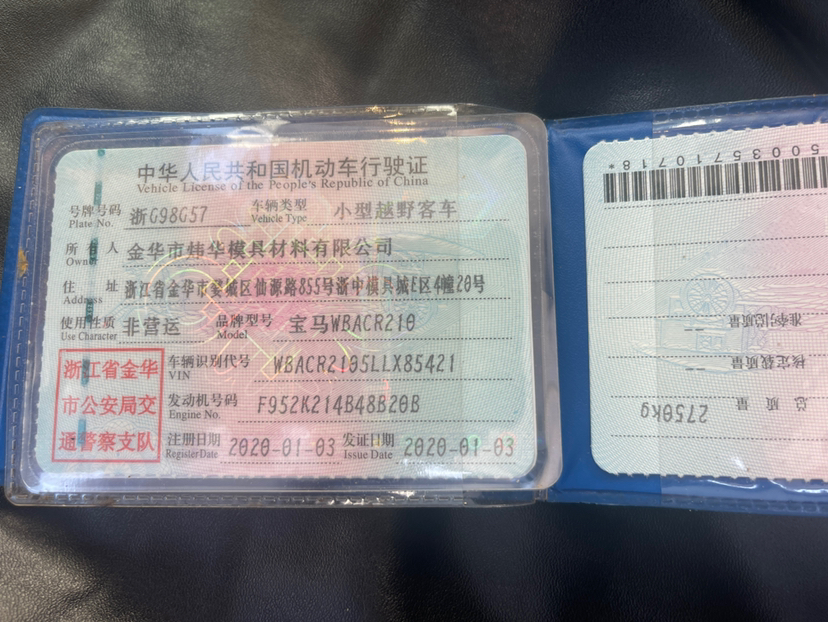 中华人民共和国机动车行驶证
Vehicle License of the People's Republic of China
号牌号码 浙G98G57 车辆类型 小型越野客车
Plate No. Vehicle Type
所有人 金华市炜华模具材料有限公司
Owner
住址 浙江省金华市婺城区仙源路855号浙中模具城E区4幢20号
Address
使用性质 非营运 品牌型号 宝马WBACR210
Use Character Model
浙江省金华
市公安局交
通警察支队
车辆识别代号 WBACR2105LLX85421
VIN
发动机号码 F952K214B48B20B
Engine No.
注册日期 2020-01-03 发证日期 2020-01-03
Register Date Issue Date
总质量 2750kg
核定载质量 --
准牵引总质量 --